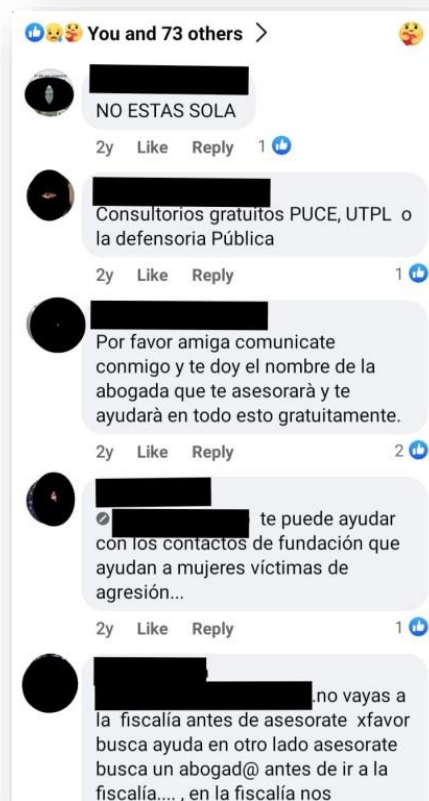 You and 73 others
NO ESTAS SOLA
2y Like Reply 1
Consultorios gratuitos PUCE, UTPL o
la defensoria Pública
2y Like Reply 1
Por favor amiga comunicate
conmigo y te doy el nombre de la
abogada que te asesorarà y te
ayudarà en todo esto gratuitamente.
2y Like Reply 2
te puede ayudar
con los contactos de fundación que
ayudan a mujeres víctimas de
agresión...
2y Like Reply 1
.no vayas a
la fiscalía antes de asesorate xfavor
busca ayuda en otro lado asesorate
busca un abogad@ antes de ir a la
fiscalía.... , en la fiscalía nos